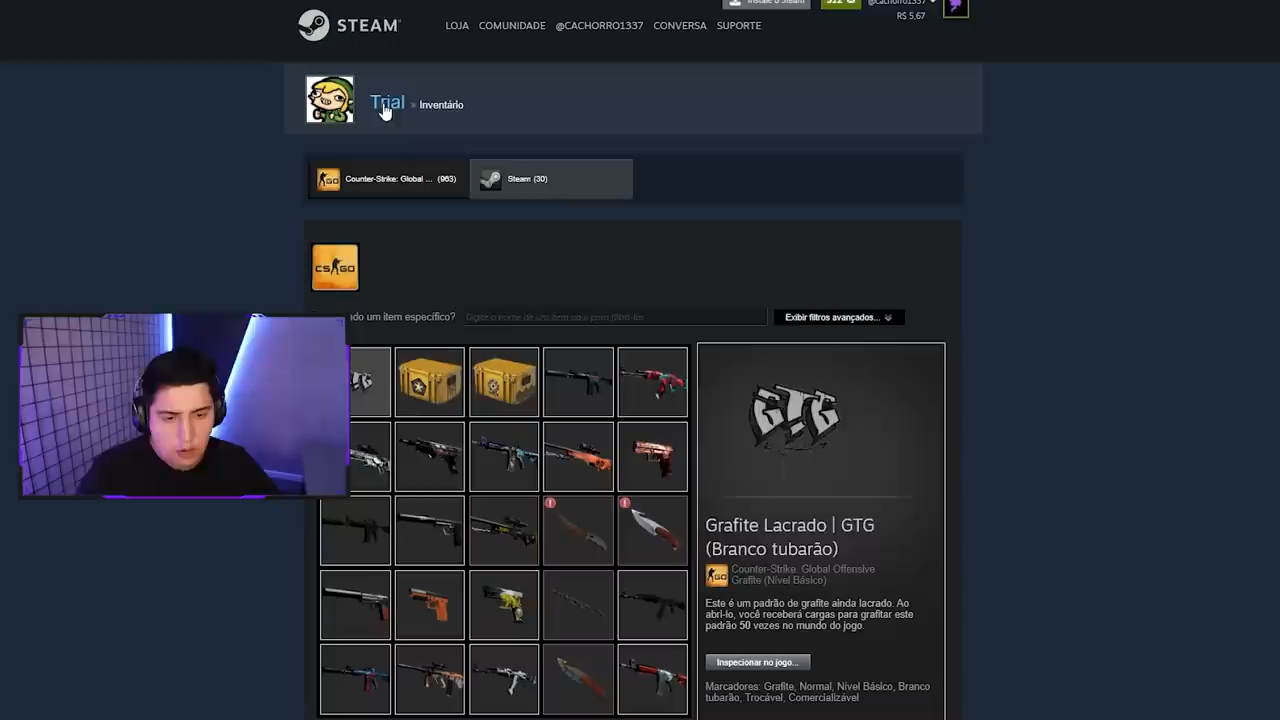 STEAM
LOJA COMUNIDADE @CACHORRO1337 CONVERSA SUPORTE
R$ 5,67
Trial » Inventário
Counter-Strike: Global ... (963)
Steam (30)
CS GO
um item específico?
Exibir filtros avançados...
GTG
Grafite Lacrado | GTG
(Branco tubarão)
Counter-Strike: Global Offensive
Grafite (Nível Básico)
Este é um padrão de grafite ainda lacrado. Ao
abri-lo, você receberá cargas para grafitar este
padrão 50 vezes no mundo do jogo.
Inspecionar no jogo...
Marcadores: Grafite, Normal, Nível Básico, Branco
tubarão, Trocável, Comercializável